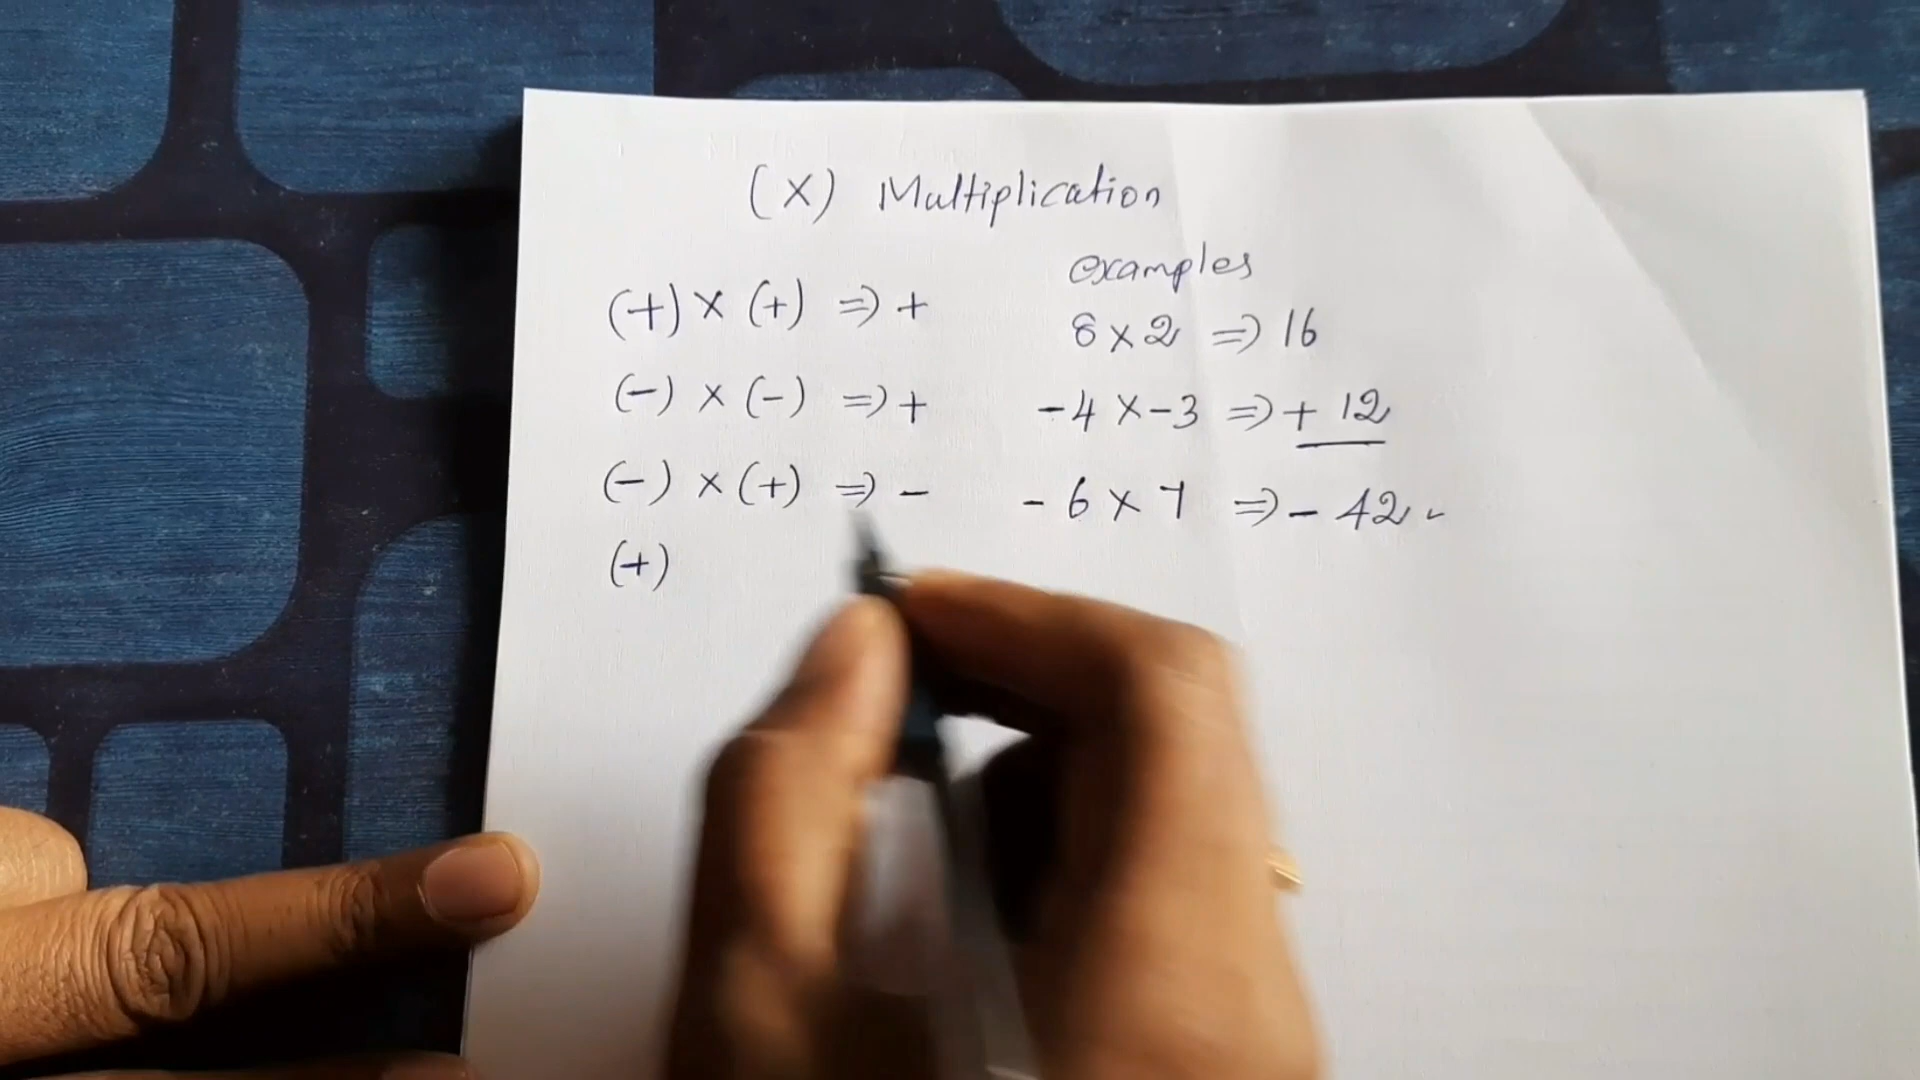 (X) Multiplication
examples
(+) × (+) ⇒ + 8 × 2 ⇒ 16
(-) × (-) ⇒ + -4 × -3 ⇒ + 12
(-) × (+) ⇒ - - 6 × 7 ⇒ - 42
(+)